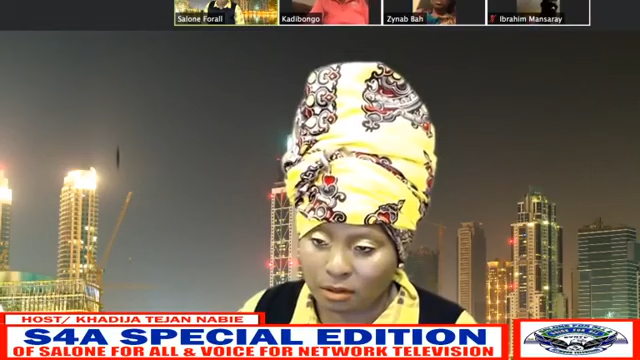 Salone Forall
Kadibongo
Zynab Bah
Ibrahim Mansaray
HOST/ KHADIJA TEJAN NABIE
S4A SPECIAL EDITION
OF SALONE FOR ALL & VOICE FOR NETWORK TELEVISION